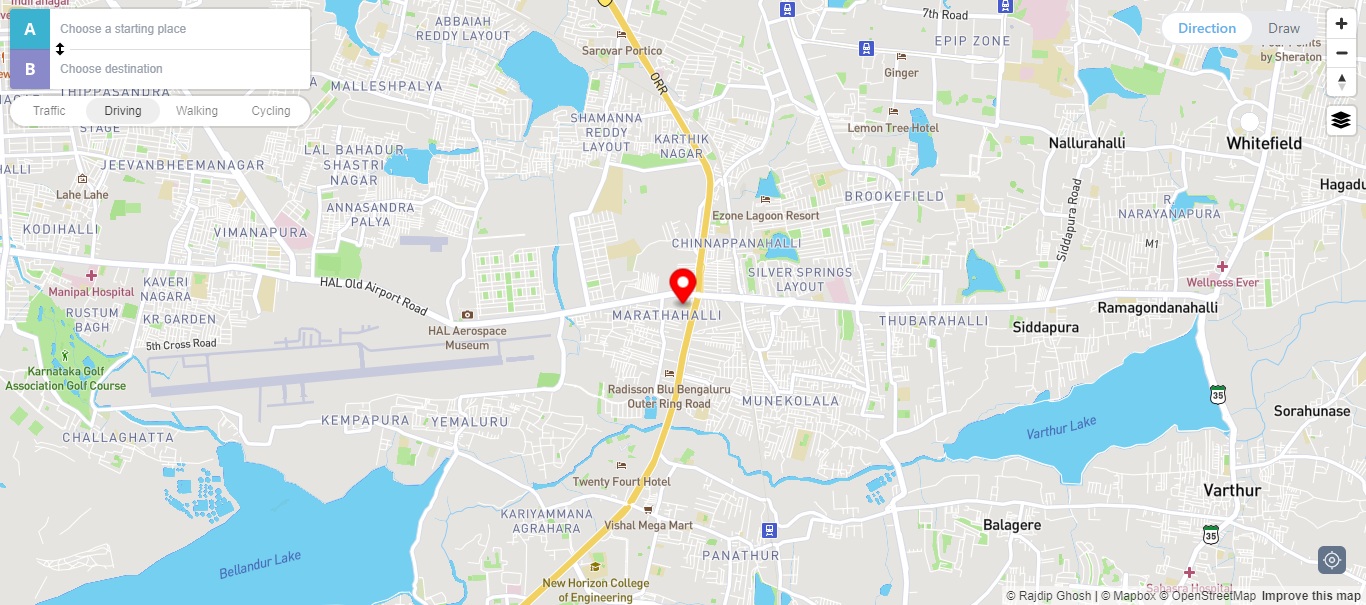 A
Choose a starting place
B
Choose destination
Traffic
Driving
Walking
Cycling
Direction
Draw
ABBAIAH
REDDY LAYOUT
Sarovar Portico
ORR
7th Road
EPIP ZONE
Ginger
by Sheraton
THIPPASANDRA
STAGE
MALLESHPALYA
SHAMANNA
REDDY
LAYOUT
KARTHIK
NAGAR
Lemon Tree Hotel
Nallurahalli
Whitefield
JEEVANBHEEMANAGAR
LAL BAHADUR
SHASTRI
NAGAR
Lahe Lahe
ANNASANDRA
PALYA
KODIHALLI
VIMANAPURA
Ezone Lagoon Resort
BROOKEFIELD
R.
NARAYANAPURA
Siddapura Road
M1
CHINNAPPANAHALLI
SILVER SPRINGS
LAYOUT
Manipal Hospital
KAVERI
NAGARA
RUSTUM
BAGH
KR GARDEN
HAL Old Airport Road
HAL Aerospace
Museum
5th Cross Road
MARATHAHALLI
THUBARAHALLI
Siddapura
Ramagondanahalli
Wellness Ever
Karnataka Golf
Association Golf Course
Radisson Blu Bengaluru
Outer Ring Road
MUNEKOLALA
35
Sorahunase
KEMPAPURA
YEMALURU
CHALLAGHATTA
Varthur Lake
Twenty Fourt Hotel
Varthur
KARIYAMMANA
AGRAHARA
Vishal Mega Mart
Balagere
35
PANATHUR
Bellandur Lake
New Horizon College
of Engineering
Sahasra Hospital
© Rajdip Ghosh | © Mapbox © OpenStreetMap Improve this map